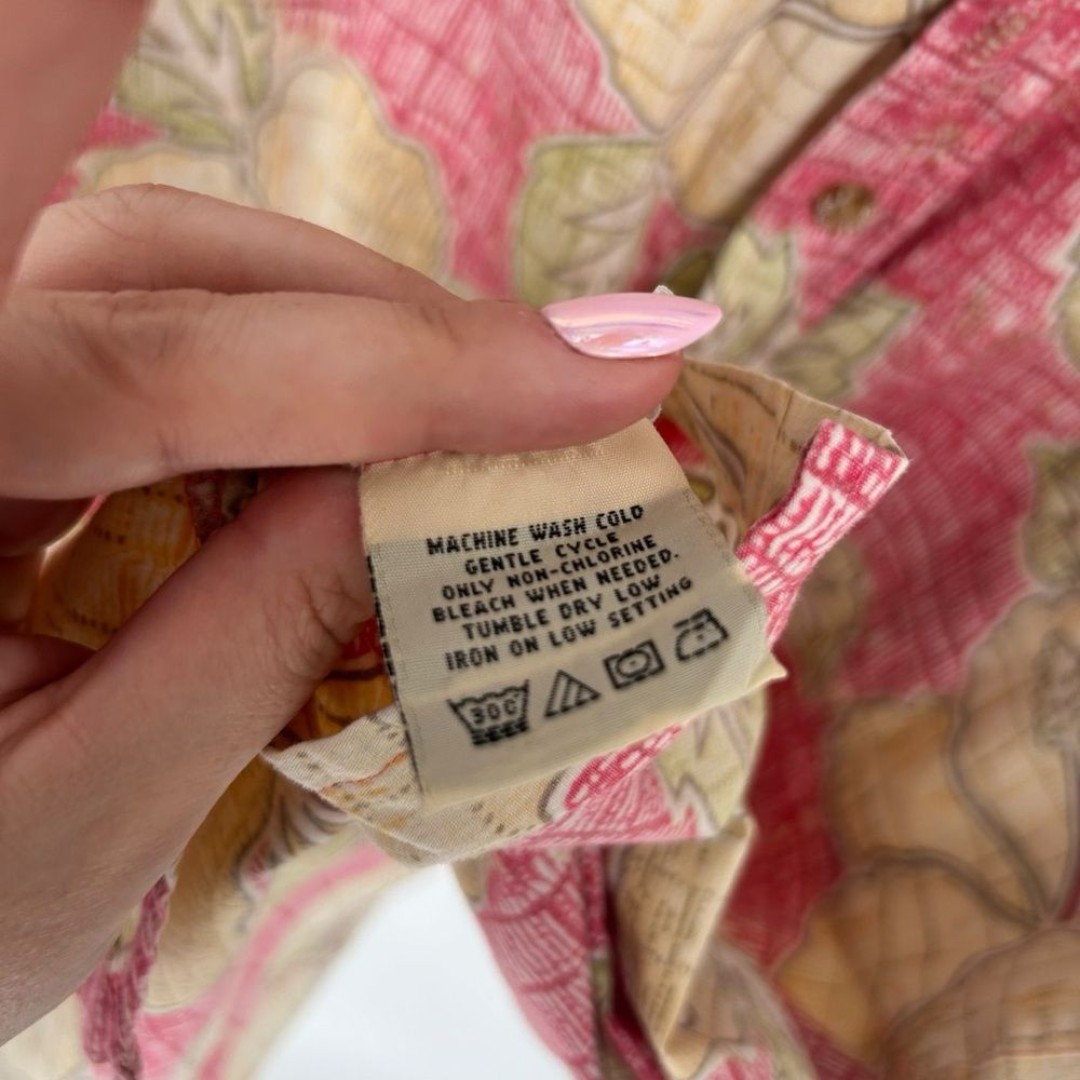 MACHINE WASH COLD
GENTLE CYCLE
ONLY NON-CHLORINE
BLEACH WHEN NEEDED.
TUMBLE DRY LOW
IRON ON LOW SETTING
30C